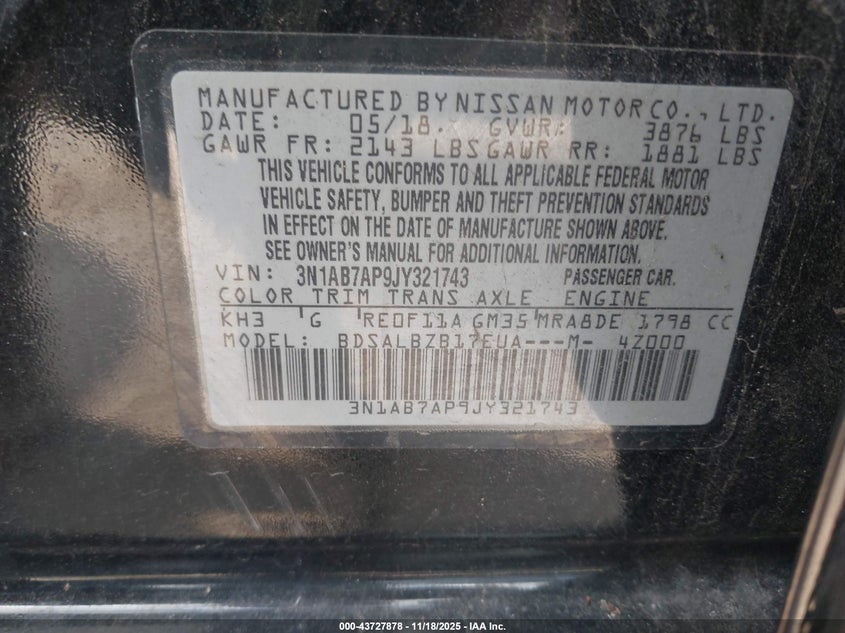 MANUFACTURED BY NISSAN MOTOR CO., LTD.
DATE: 05/18. GVWR: 3876 LBS
GAWR FR: 2143 LBS GAWR RR: 1881 LBS
THIS VEHICLE CONFORMS TO ALL APPLICABLE FEDERAL MOTOR
VEHICLE SAFETY, BUMPER AND THEFT PREVENTION STANDARDS
IN EFFECT ON THE DATE OF MANUFACTURE SHOWN ABOVE.
SEE OWNER'S MANUAL FOR ADDITIONAL INFORMATION.
VIN: 3N1AB7AP9JY321743 PASSENGER CAR.
COLOR TRIM TRANS AXLE ENGINE
KH3 G RE0F11A GM35 MRA8DE 1798 CC
MODEL: BDSALBZB17EUA---M- 4Z000
3N1AB7AP9JY321743
000-43727878 - 11/18/2025 - IAA Inc.